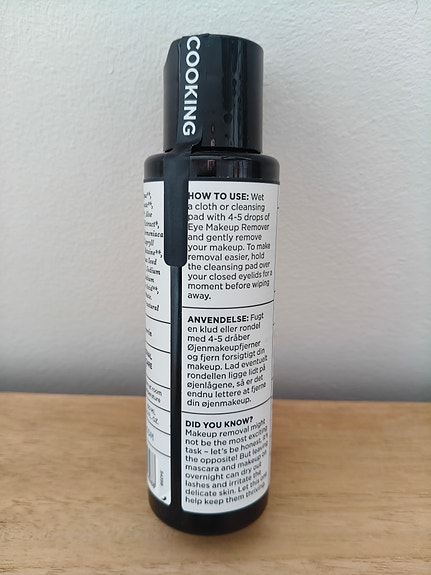 COOKING
HOW TO USE: Wet
a cloth or cleansing
pad with 4-5 drops of
Eye Makeup Remover
and gently remove
your makeup. To make
removal easier, hold
the cleansing pad over
your closed eyelids for a
moment before wiping
away.
ANVENDELSE: Fugt
en klud eller rondel
med 4-5 dråber
Øjenmakeupfjerner
og fjern forsigtigt din
makeup. Lad eventuelt
rondellen ligge lidt på
øjenlågene, så er det
endnu lettere at fjerne
din øjenmakeup.
DID YOU KNOW?
Makeup removal might
not be the most exciting
task – let's be honest, it's
the opposite! But leaving
mascara and makeup on
overnight can dry out
lashes and irritate the
delicate skin. Let this
help keep them thriving